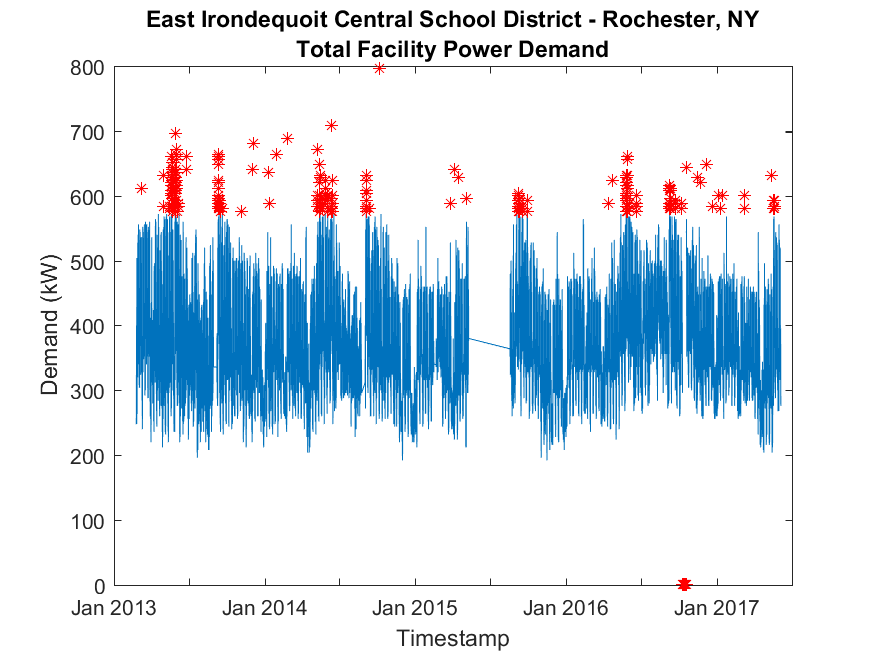 East Irondequoit Central School District - Rochester, NY
Total Facility Power Demand
800
700
600
500
400
300
200
100
0
Demand (kW)
Jan 2013 Jan 2014 Jan 2015 Jan 2016 Jan 2017
Timestamp